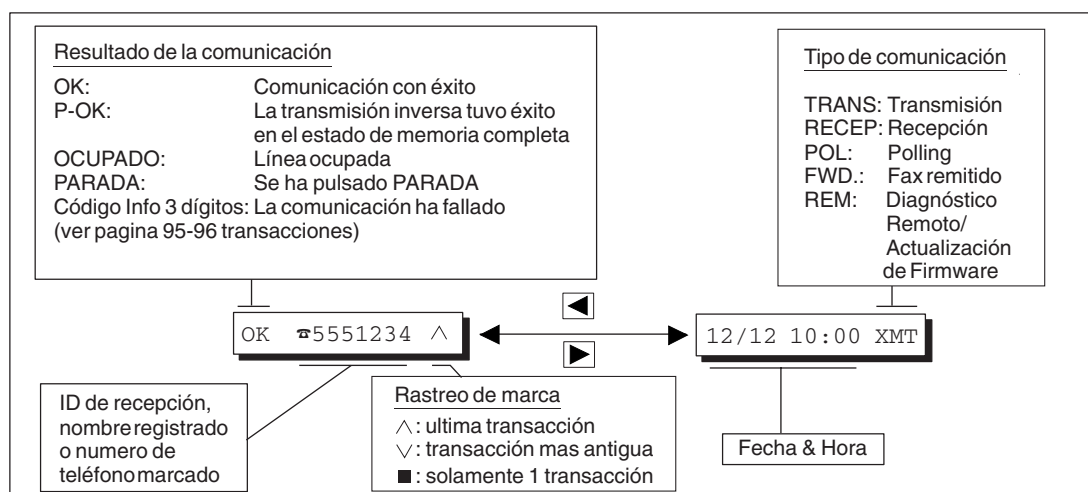 Resultado de la comunicación
OK: Comunicación con éxito
P-OK: La transmisión inversa tuvo éxito
en el estado de memoria completa
OCUPADO: Línea ocupada
PARADA: Se ha pulsado PARADA
Código Info 3 dígitos: La comunicación ha fallado
(ver pagina 95-96 transacciones)
Tipo de comunicación
TRANS: Transmisión
RECEP: Recepción
POL: Polling
FWD.: Fax remitido
REM: Diagnóstico
Remoto/
Actualización
de Firmware
OK ☎5551234 ∧
12/12 10:00 XMT
ID de recepción,
nombre registrado
o numero de
teléfono marcado
Rastreo de marca
∧: ultima transacción
∨: transacción mas antigua
■: solamente 1 transacción
Fecha & Hora